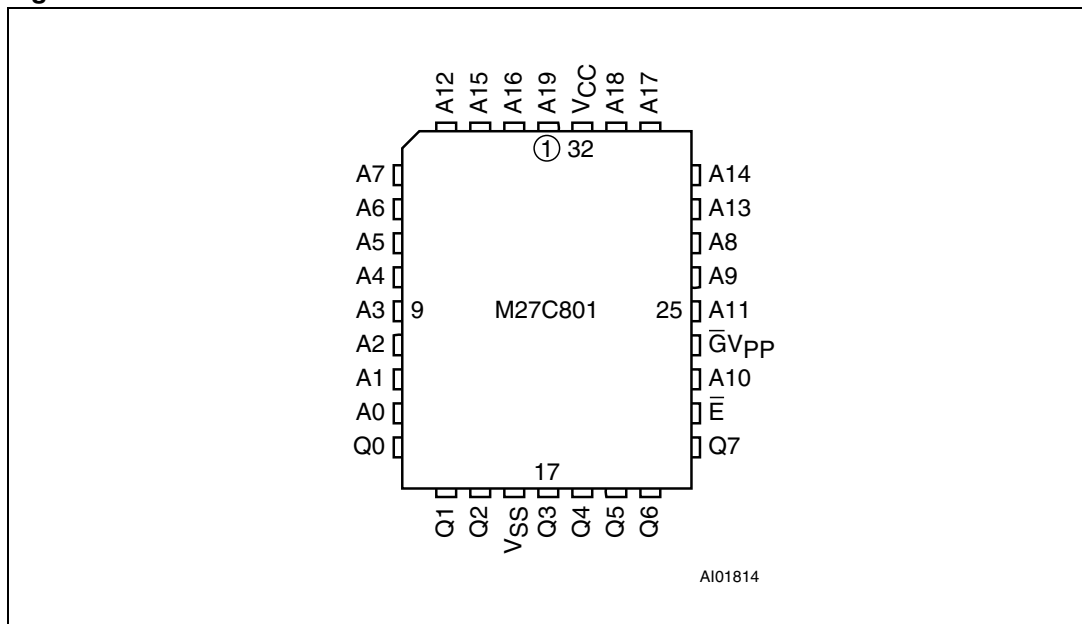 A12 A15 A16 A19 VCC A18 A17
1 32
A7 A14
A6 A13
A5 A8
A4 A9
A3 9 M27C801 25 A11
A2 G̅VPP
A1 A10
A0 E̅
Q0 Q7
17
Q1 Q2 VSS Q3 Q4 Q5 Q6
AI01814